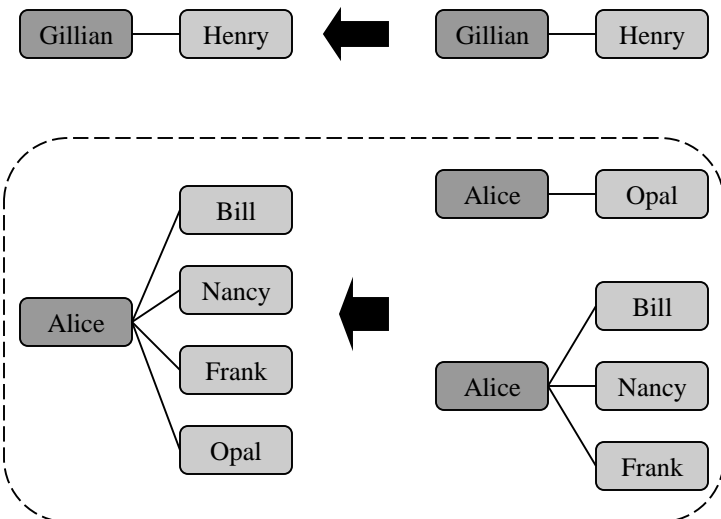 Gillian
Henry
Gillian
Henry
Alice
Bill
Nancy
Frank
Opal
Alice
Opal
Alice
Bill
Nancy
Frank